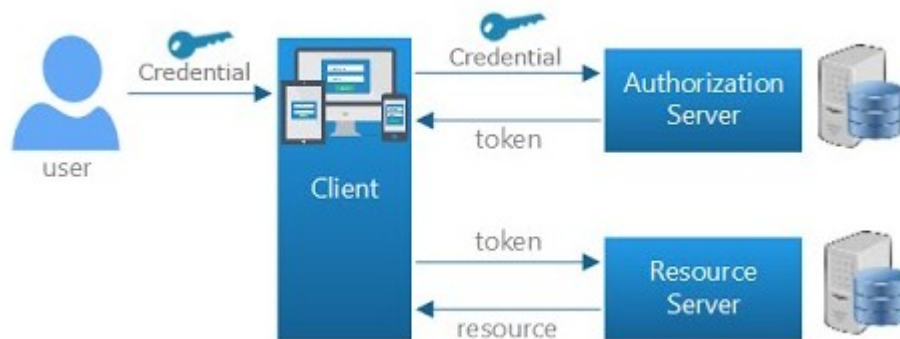 Credential
user
Client
Credential
token
Authorization
Server
token
resource
Resource
Server